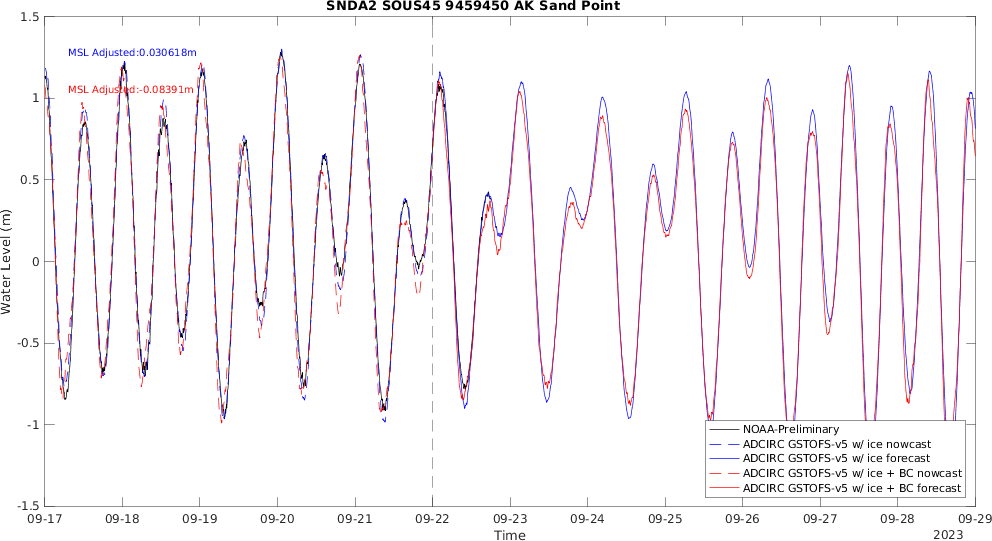 SNDA2 SOUS45 9459450 AK Sand Point
MSL Adjusted:0.030618m
MSL Adjusted:-0.08391m
Water Level (m)
1.5
1
0.5
0
-0.5
-1
-1.5
NOAA-Preliminary
ADCIRC GSTOFS-v5 w/ ice nowcast
ADCIRC GSTOFS-v5 w/ ice forecast
ADCIRC GSTOFS-v5 w/ ice + BC nowcast
ADCIRC GSTOFS-v5 w/ ice + BC forecast
09-17 09-18 09-19 09-20 09-21 09-22 09-23 09-24 09-25 09-26 09-27 09-28 09-29
Time
2023